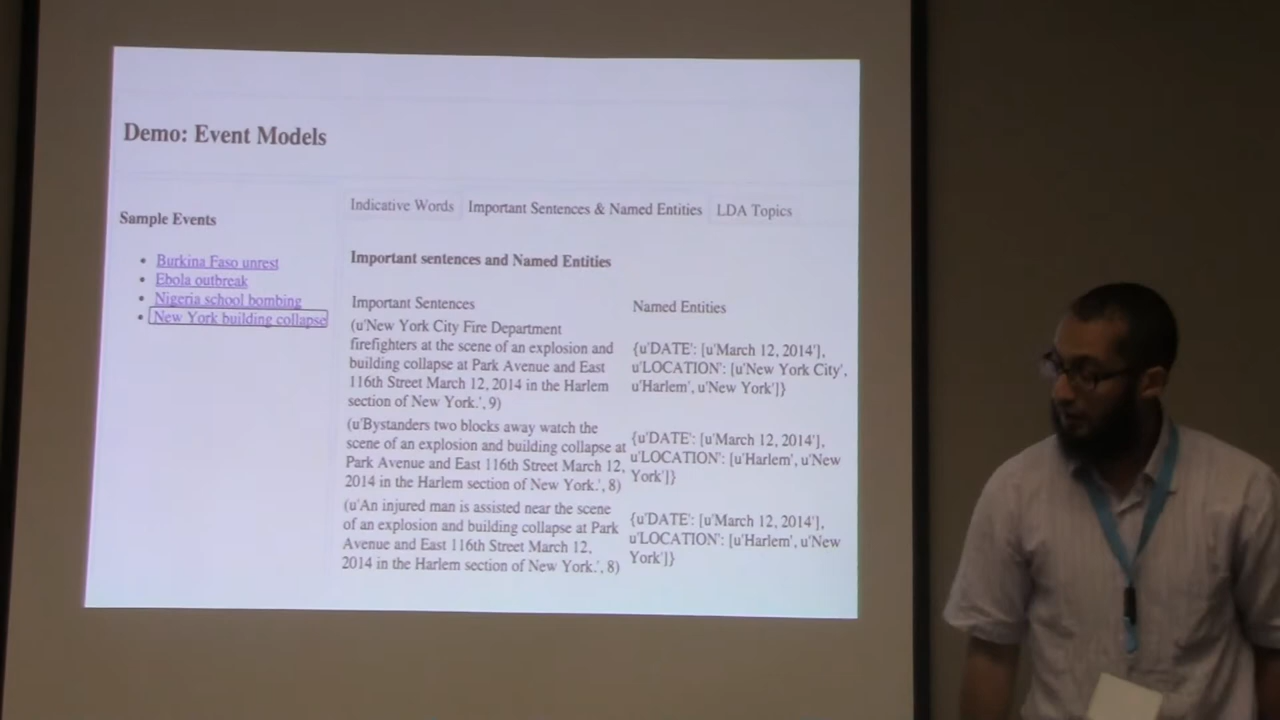 Demo: Event Models
Sample Events
• Burkina Faso unrest
• Ebola outbreak
• Nigeria school bombing
• New York building collapse
Indicative Words
Important Sentences & Named Entities
LDA Topics
Important sentences and Named Entities
Important Sentences
Named Entities
(u'New York City Fire Department
firefighters at the scene of an explosion and
building collapse at Park Avenue and East
116th Street March 12, 2014 in the Harlem
section of New York.', 9)
{u'DATE': [u'March 12, 2014'],
u'LOCATION': [u'New York City',
u'Harlem', u'New York']}
(u'Bystanders two blocks away watch the
scene of an explosion and building collapse at
Park Avenue and East 116th Street March 12,
2014 in the Harlem section of New York.', 8)
{u'DATE': [u'March 12, 2014'],
u'LOCATION': [u'Harlem', u'New
York']}
(u'An injured man is assisted near the scene
of an explosion and building collapse at Park
Avenue and East 116th Street March 12,
2014 in the Harlem section of New York.', 8)
{u'DATE': [u'March 12, 2014'],
u'LOCATION': [u'Harlem', u'New
York']}